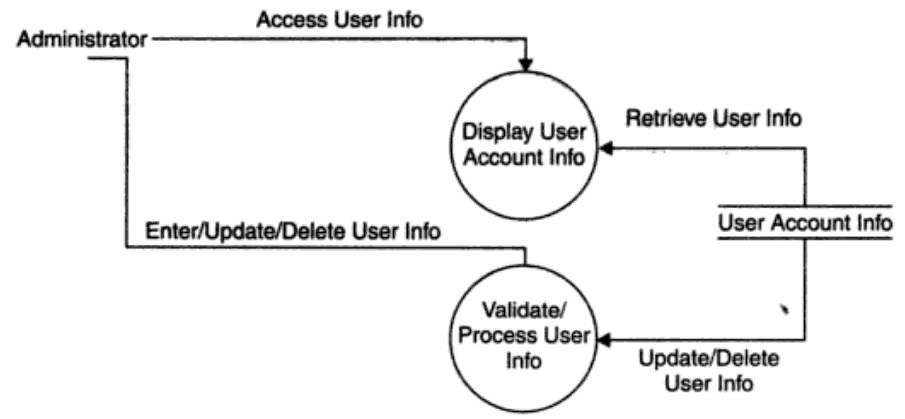 Access User Info
Administrator
Display User
Account Info
Retrieve User Info
User Account Info
Enter/Update/Delete User Info
Validate/
Process User
Info
Update/Delete
User Info